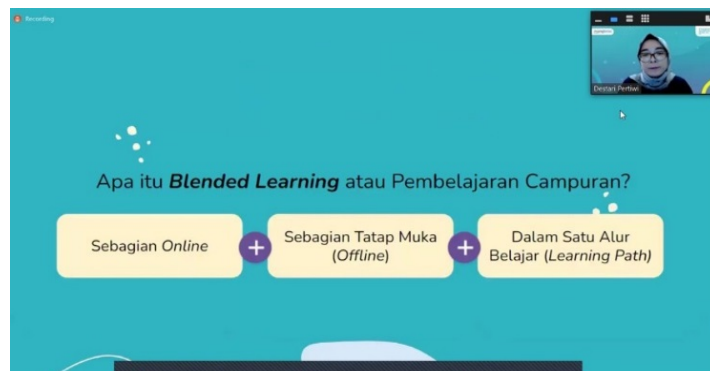 Recording
Destari Pertiwi
Apa itu Blended Learning atau Pembelajaran Campuran?
Sebagian Online
+
Sebagian Tatap Muka
(Offline)
+
Dalam Satu Alur
Belajar (Learning Path)